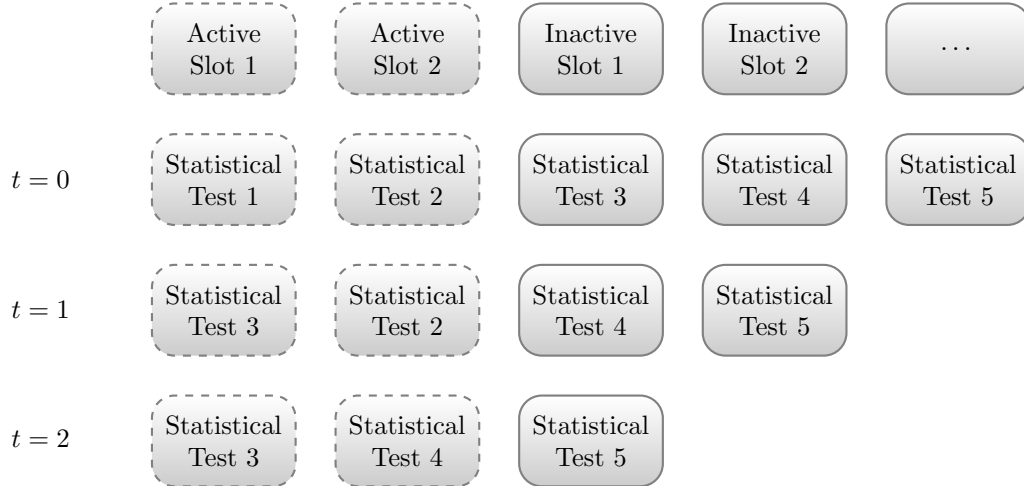 Active
Slot 1
Active
Slot 2
Inactive
Slot 1
Inactive
Slot 2
...
t = 0
Statistical
Test 1
Statistical
Test 2
Statistical
Test 3
Statistical
Test 4
Statistical
Test 5
t = 1
Statistical
Test 3
Statistical
Test 2
Statistical
Test 4
Statistical
Test 5
t = 2
Statistical
Test 3
Statistical
Test 4
Statistical
Test 5